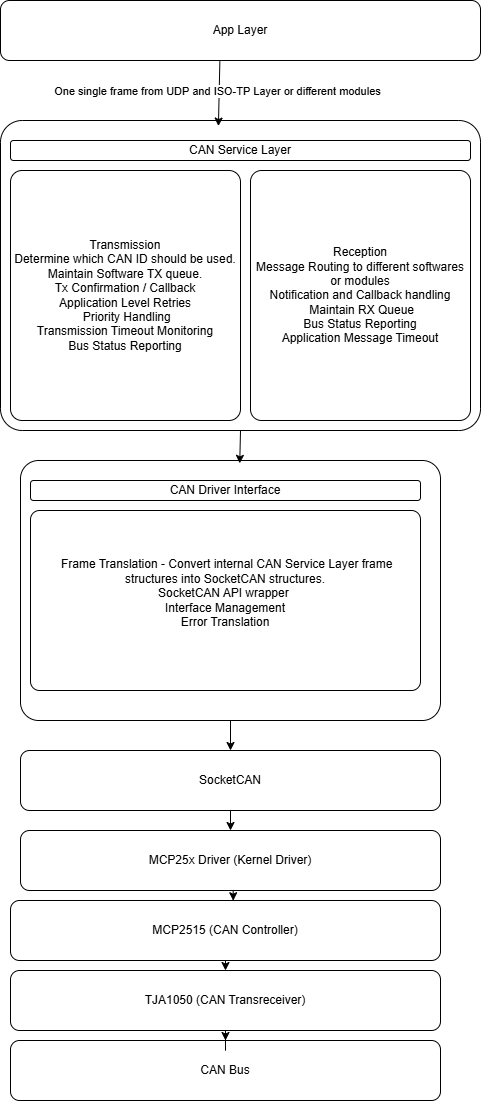 App Layer
One single frame from UDP and ISO-TP Layer or different modules
CAN Service Layer
Transmission
Determine which CAN ID should be used.
Maintain Software TX queue.
Tx Confirmation / Callback
Application Level Retries
Priority Handling
Transmission Timeout Monitoring
Bus Status Reporting
Reception
Message Routing to different softwares
or modules
Notification and Callback handling
Maintain RX Queue
Bus Status Reporting
Application Message Timeout
CAN Driver Interface
Frame Translation - Convert internal CAN Service Layer frame
structures into SocketCAN structures.
SocketCAN API wrapper
Interface Management
Error Translation
SocketCAN
MCP25x Driver (Kernel Driver)
MCP2515 (CAN Controller)
TJA1050 (CAN Transreceiver)
CAN Bus